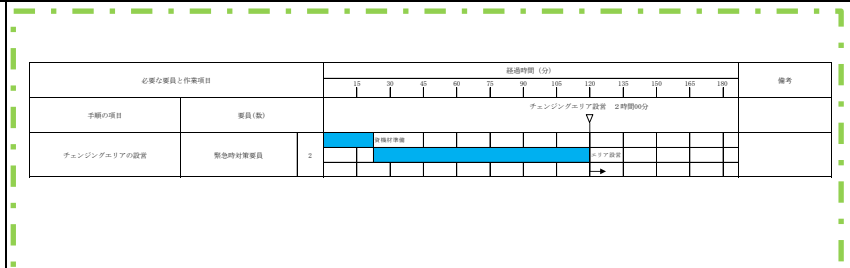 必要な要員と作業項目
経過時間（分）
備考
15 30 45 60 75 90 105 120 135 150 165 180
手順の項目
要員(数)
チェンジングエリア設営 2時間00分
チェンジングエリアの設営
緊急時対策要員
2
資機材準備
エリア設営